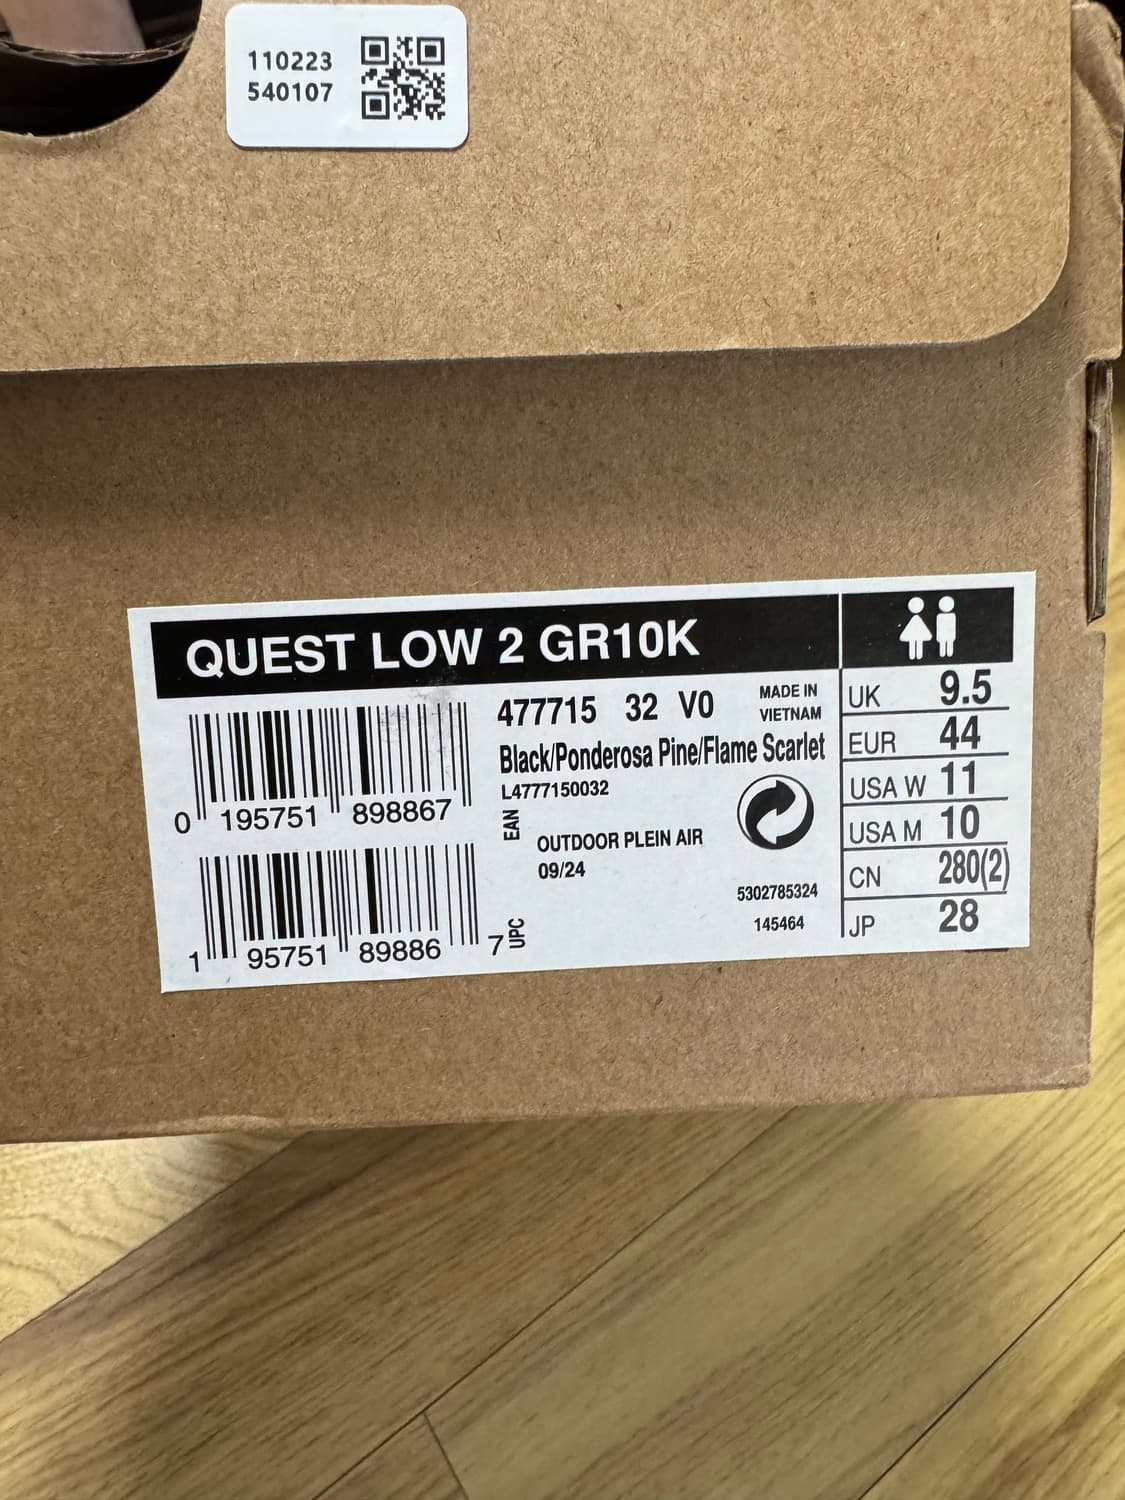 110223
540107
QUEST LOW 2 GR10K
477715 32 V0
MADE IN
VIETNAM
Black/Ponderosa Pine/Flame Scarlet
L4777150032
0 195751 898867
EAN
OUTDOOR PLEIN AIR
09/24
5302785324
145464
1 95751 89886 7
UPC
UK 9.5
EUR 44
USA W 11
USA M 10
CN 280(2)
JP 28